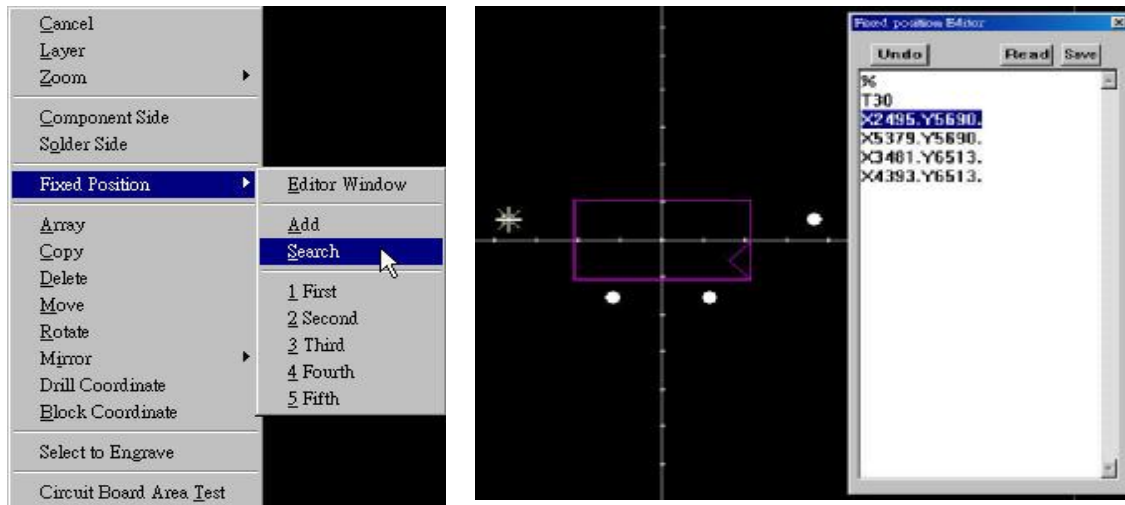 Cancel
Layer
Zoom
Component Side
Solder Side
Fixed Position
Array
Copy
Delete
Move
Rotate
Mirror
Drill Coordinate
Block Coordinate
Select to Engrave
Circuit Board Area Test
Editor Window
Add
Search
1 First
2 Second
3 Third
4 Fourth
5 Fifth
Fixed position Editor
Undo Read Save
%
T30
X2495.Y5690.
X5379.Y5690.
X3481.Y6513.
X4393.Y6513.